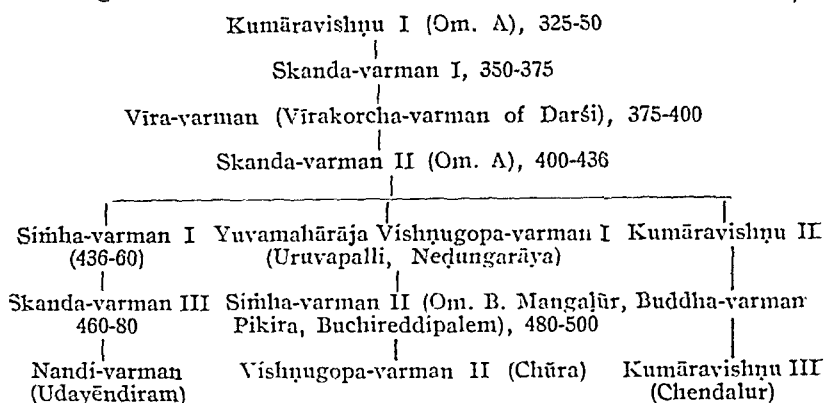 Kumāravishṇu I (Om. A), 325-50
Skanda-varman I, 350-375
Vīra-varman (Vīrakorcha-varman of Darśi), 375-400
Skanda-varman II (Om. A) 400-436
Siṁha-varman I Yuvamahārāja Vishṇugopa-varman I Kumāravishṇu II
(436-60) (Uruvapalli, Neḍungarāya)
Skanda-varman III Siṁha-varman II (Om. B. Mangaḷūr, Buddha-varman
460-80 Pikira, Buchireddipalem), 480-500
Nandi-varman Vishṇugopa-varman II (Chūra) Kumāravishṇu III
(Udayēndiram) (Chendalur)